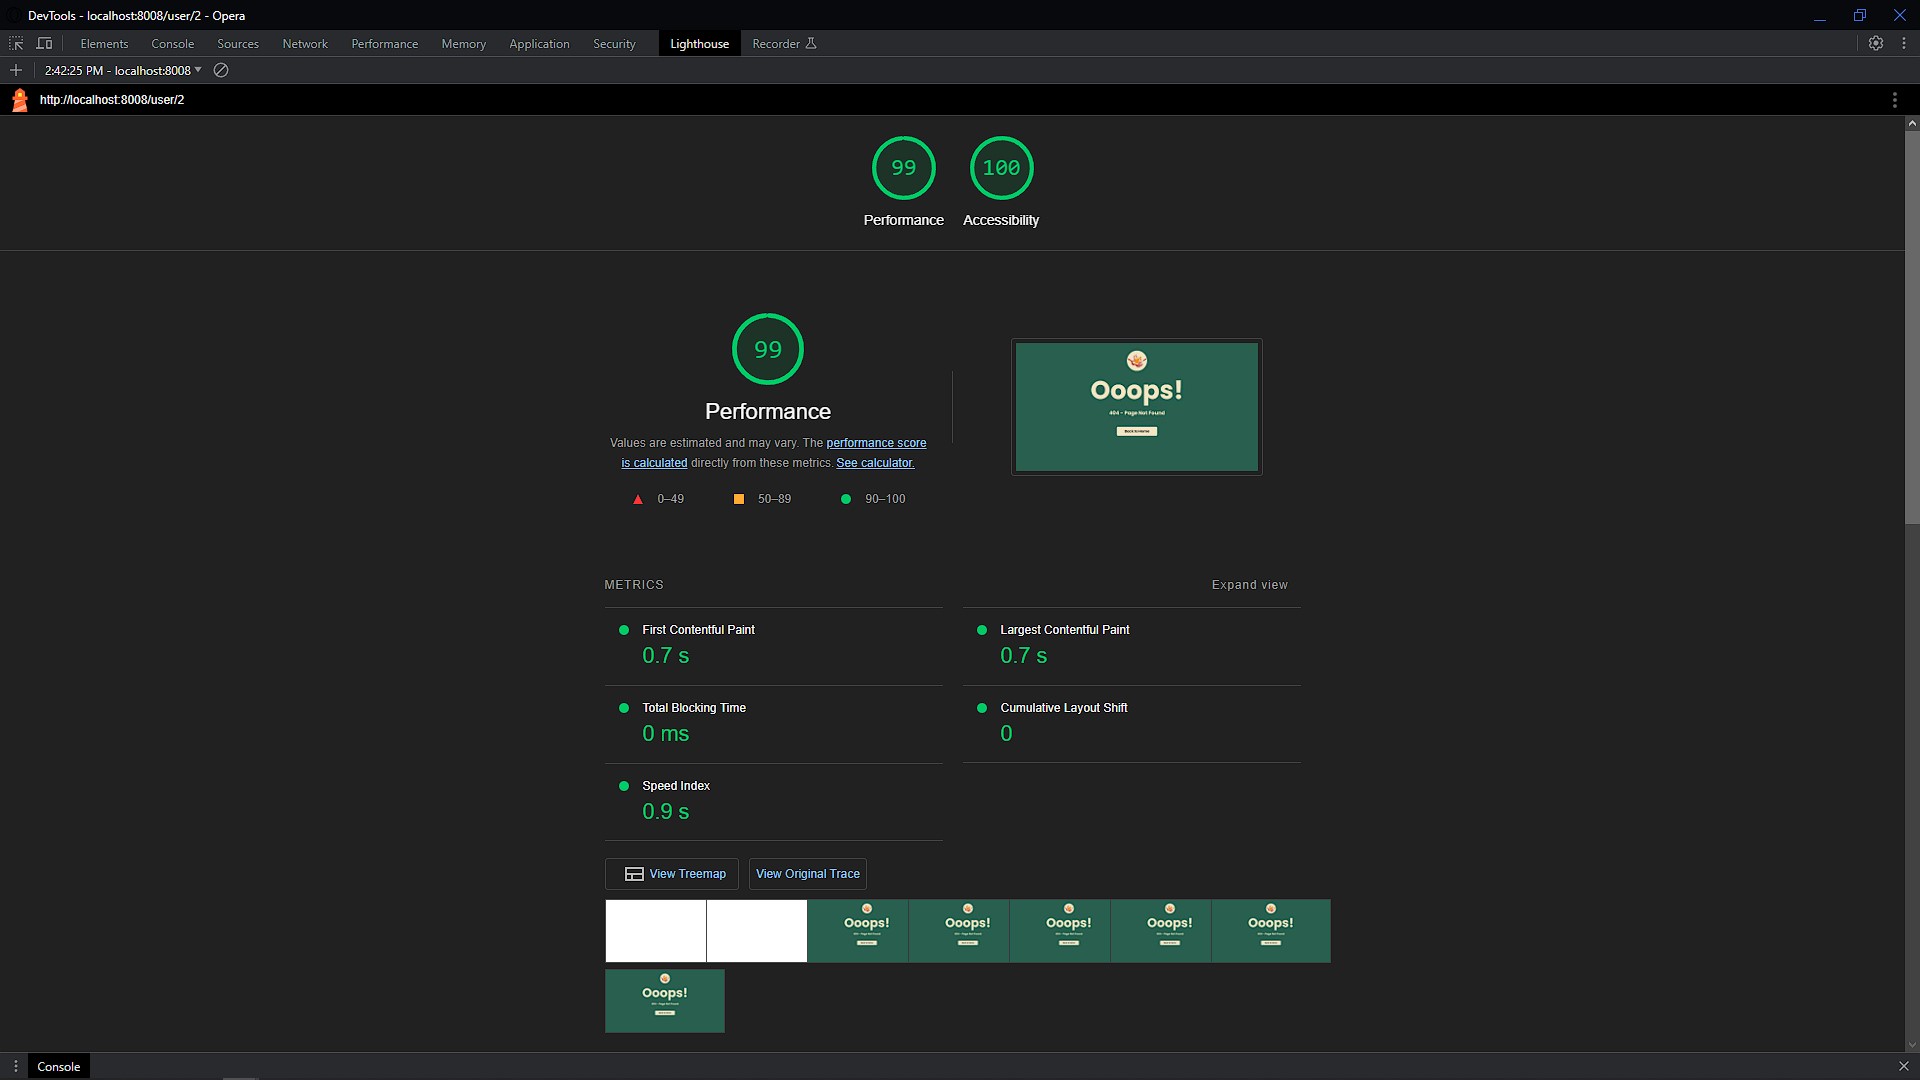 DevTools - localhost:8008/user/2 - Opera
Elements Console Sources Network Performance Memory Application Security Lighthouse Recorder
2:42:25 PM - localhost:8008
http://localhost:8008/user/2
99 100
Performance Accessibility
99
Performance
Values are estimated and may vary. The performance score
is calculated directly from these metrics. See calculator.
0–49 50–89 90–100
Ooops!
404 - Page Not Found
Back to Home
METRICS Expand view
First Contentful Paint
0.7 s
Largest Contentful Paint
0.7 s
Total Blocking Time
0 ms
Cumulative Layout Shift
0
Speed Index
0.9 s
View Treemap View Original Trace
Ooops! Ooops! Ooops! Ooops! Ooops!
Ooops!
Console